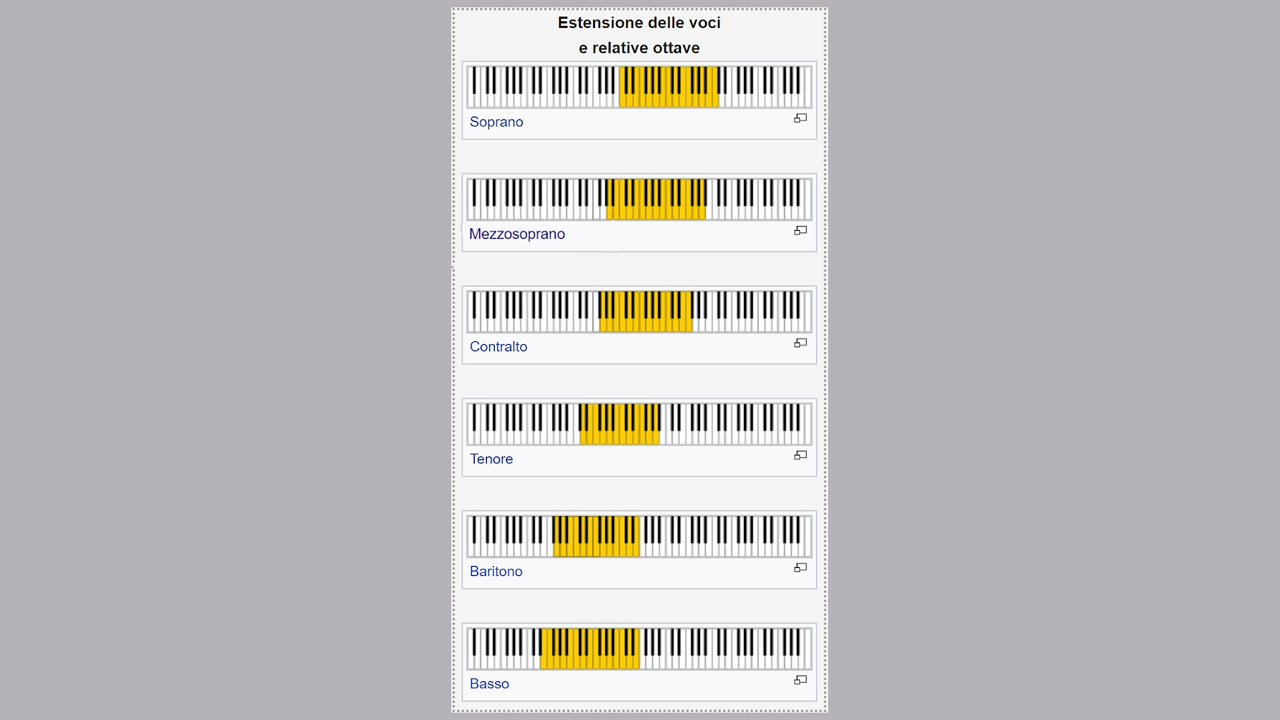 Estensione delle voci
e relative ottave
Soprano
Mezzosoprano
Contralto
Tenore
Baritono
Basso